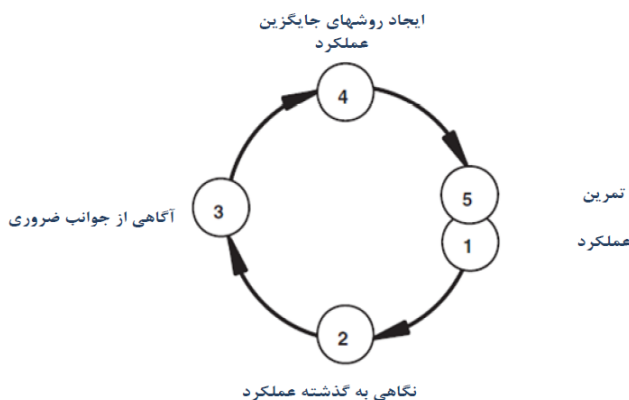 ایجاد روشهای جایگزین
عملکرد
4
5
تمرین
3
آگاهی از جوانب ضروری
1
عملکرد
2
نگاهی به گذشته عملکرد